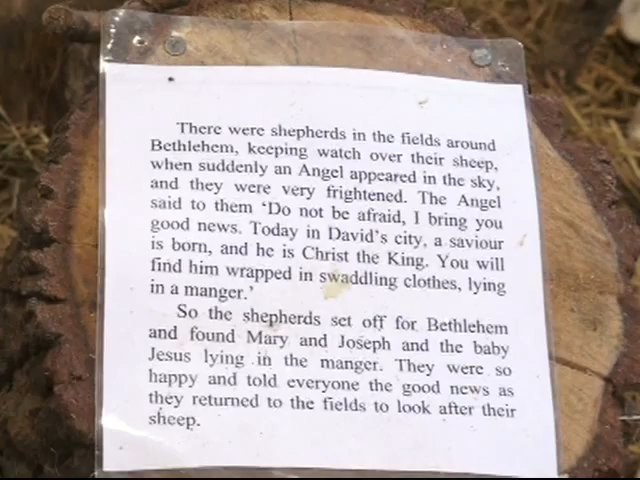 There were shepherds in the fields around
Bethlehem, keeping watch over their sheep,
when suddenly an Angel appeared in the sky,
and they were very frightened. The Angel
said to them ‘Do not be afraid, I bring you
good news. Today in David’s city, a saviour
is born, and he is Christ the King. You will
find him wrapped in swaddling clothes, lying
in a manger.’
So the shepherds set off for Bethlehem
and found Mary and Joseph and the baby
Jesus lying in the manger. They were so
happy and told everyone the good news as
they returned to the fields to look after their
sheep.